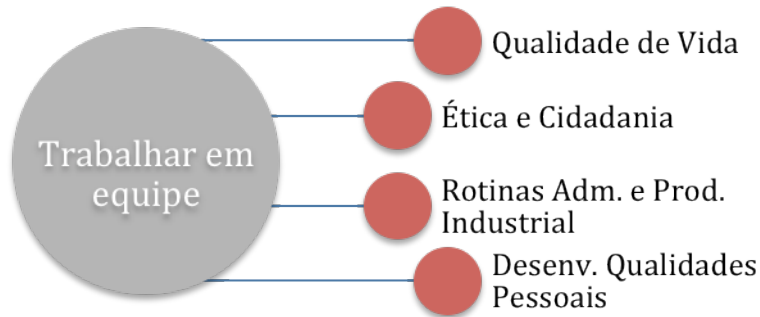 Trabalhar em
equipe
Qualidade de Vida
Ética e Cidadania
Rotinas Adm. e Prod.
Industrial
Desenv. Qualidades
Pessoais